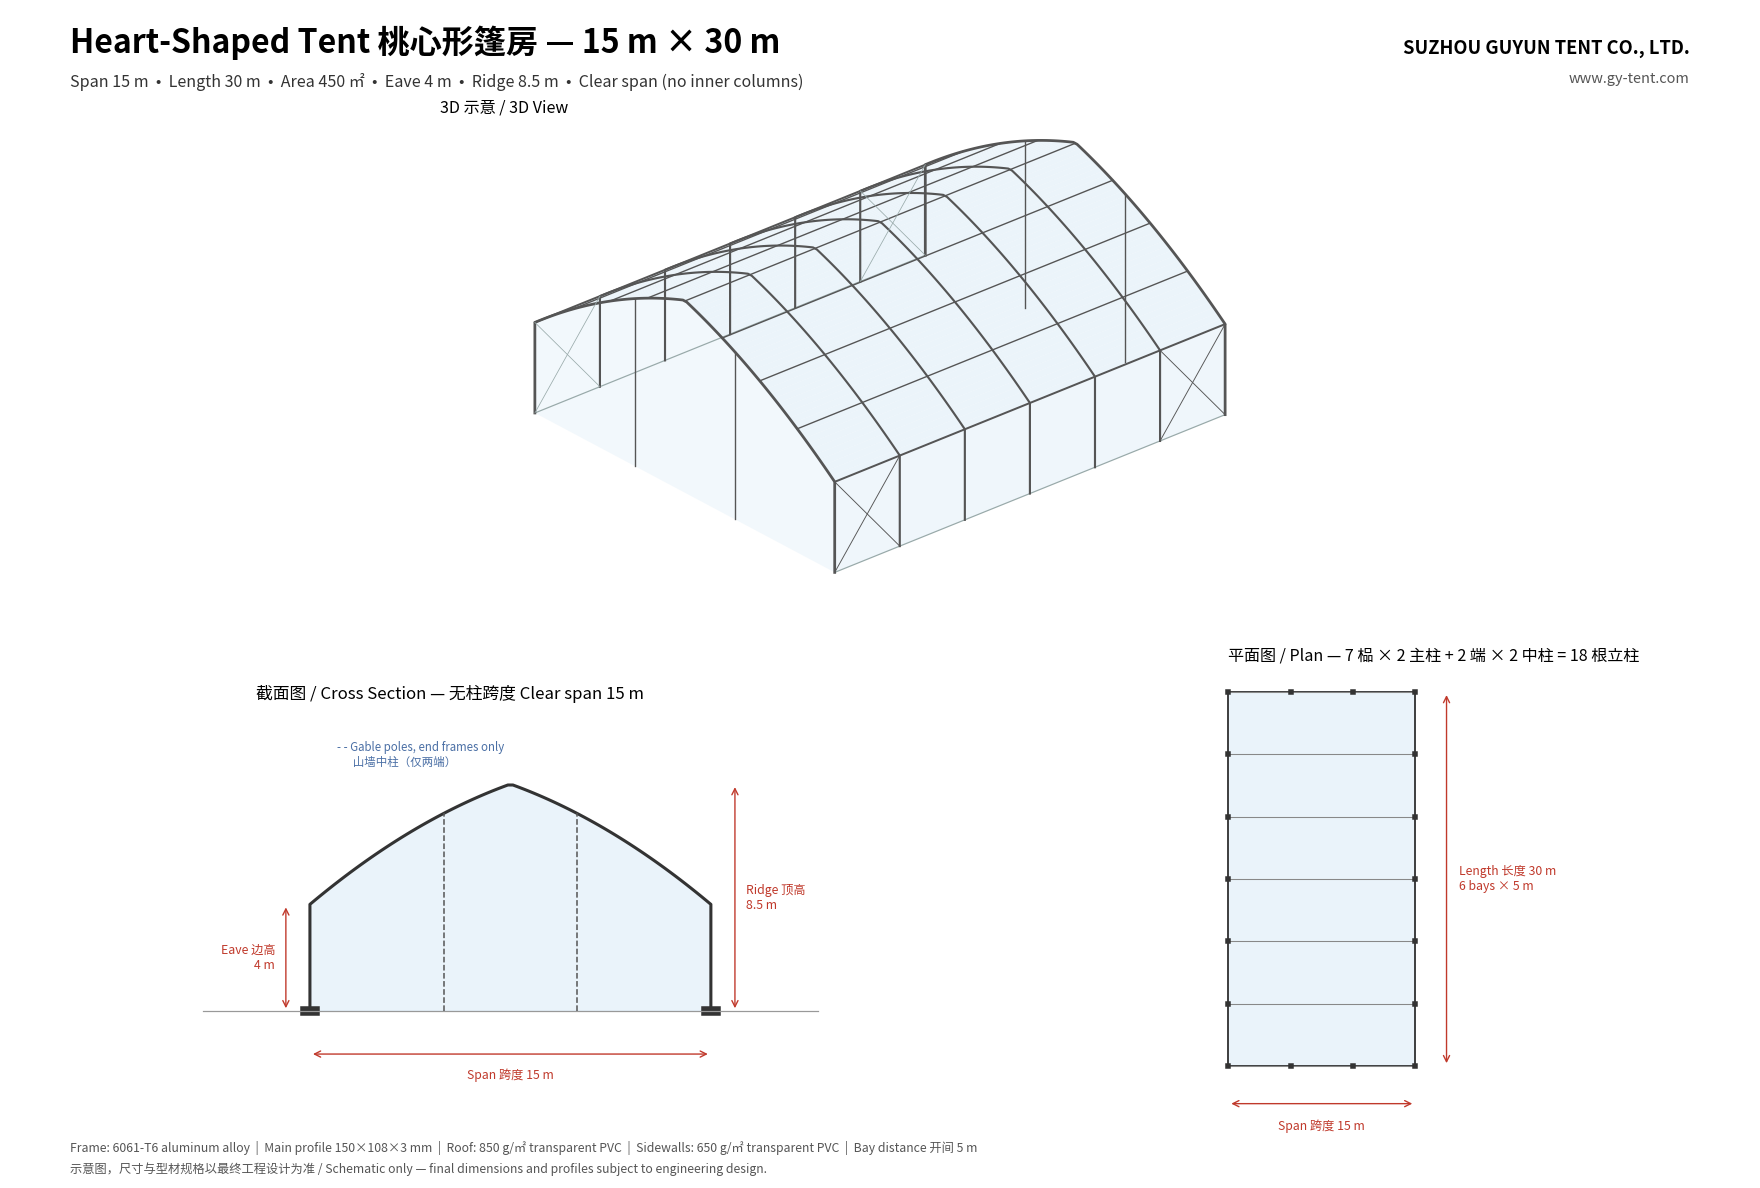 Heart-Shaped Tent 桃心形篷房 — 15 m × 30 m
SUZHOU GUYUN TENT CO., LTD.
Span 15 m • Length 30 m • Area 450 ㎡ • Eave 4 m • Ridge 8.5 m • Clear span (no inner columns)
www.gy-tent.com
3D 示意 / 3D View
平面图 / Plan — 7 榀 × 2 主柱 + 2 端 × 2 中柱 = 18 根立柱
截面图 / Cross Section — 无柱跨度 Clear span 15 m
- - Gable poles, end frames only
山墙中柱（仅两端）
Ridge 顶高
8.5 m
Eave 边高
4 m
Span 跨度 15 m
Length 长度 30 m
6 bays × 5 m
Span 跨度 15 m
Frame: 6061-T6 aluminum alloy | Main profile 150×108×3 mm | Roof: 850 g/㎡ transparent PVC | Sidewalls: 650 g/㎡ transparent PVC | Bay distance 开间 5 m
示意图，尺寸与型材规格以最终工程设计为准 / Schematic only — final dimensions and profiles subject to engineering design.